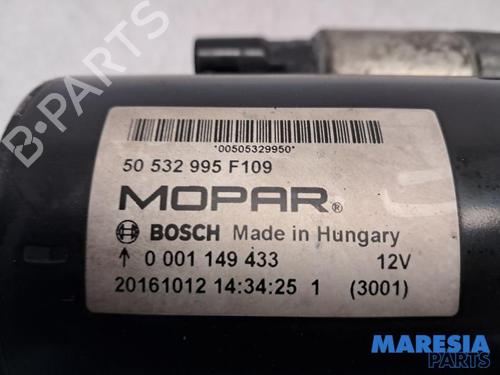 B-PARTS
*00505329950*
50 532 995 F109
MOPAR®
BOSCH Made in Hungary
↑ 0 001 149 433 12V
20161012 14:34:25 1 (3001)
MARESIA
PARTS